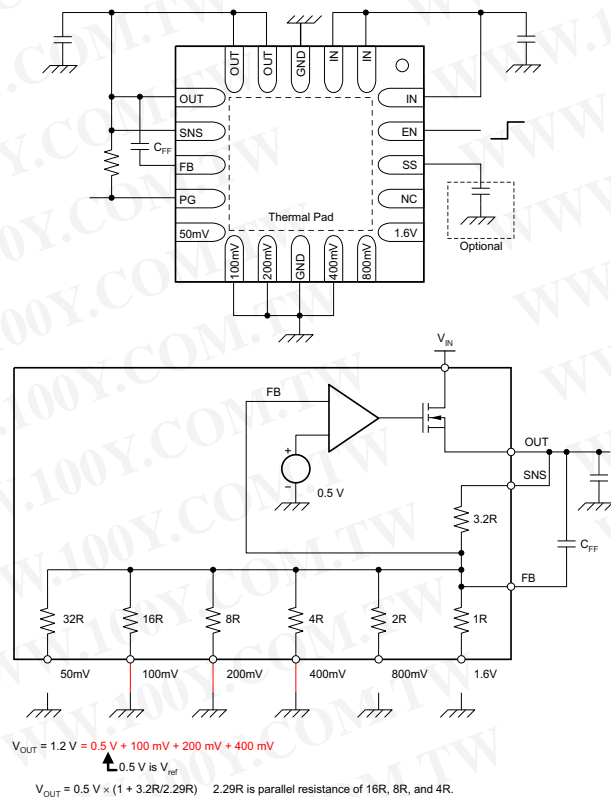 OUT
OUT
GND
IN
IN
OUT
SNS
FB
PG
50mV
C_FF
IN
EN
SS
NC
1.6V
Optional
Thermal Pad
100mV
200mV
GND
400mV
800mV
V_IN
FB
OUT
SNS
+
−
0.5 V
3.2R
C_FF
FB
32R
16R
8R
4R
2R
1R
50mV
100mV
200mV
400mV
800mV
1.6V
V_OUT = 1.2 V = 0.5 V + 100 mV + 200 mV + 400 mV
0.5 V is V_ref
V_OUT = 0.5 V × (1 + 3.2R/2.29R) 2.29R is parallel resistance of 16R, 8R, and 4R.
WWW.100Y.COM.TW